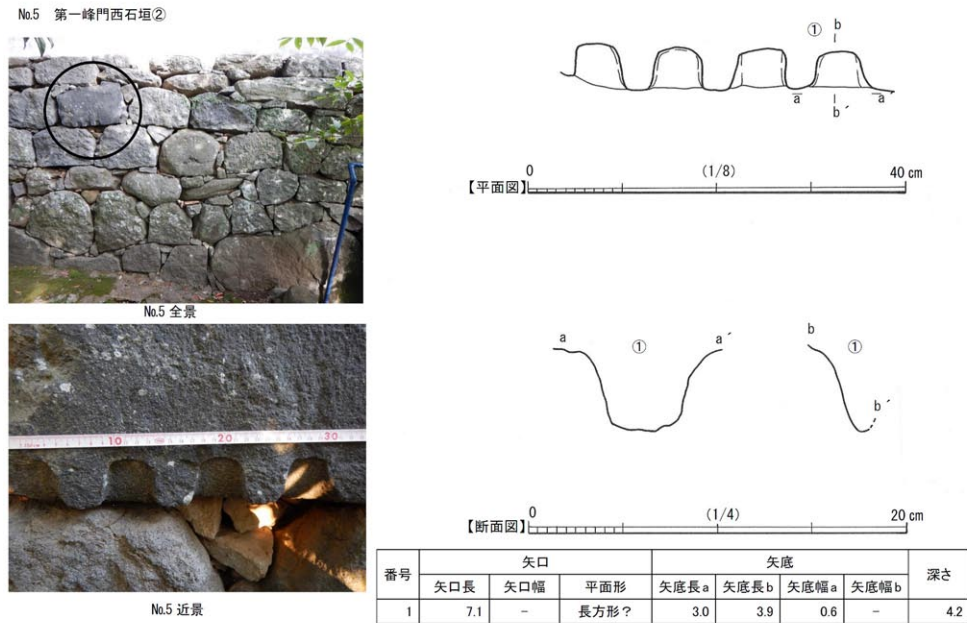 No.5 第一峰門西石垣②
No.5 全景
10 20 30
No.5 近景
① b
a a
b´
0 (1/8) 40 cm
【平面図】
a ① a´ b ①
b´
0 (1/4) 20 cm
【断面図】
番号 矢口 矢底 深さ
矢口長 矢口幅 平面形 矢底長a 矢底長b 矢底幅a 矢底幅b
1 7.1 − 長方形？ 3.0 3.9 0.6 − 4.2